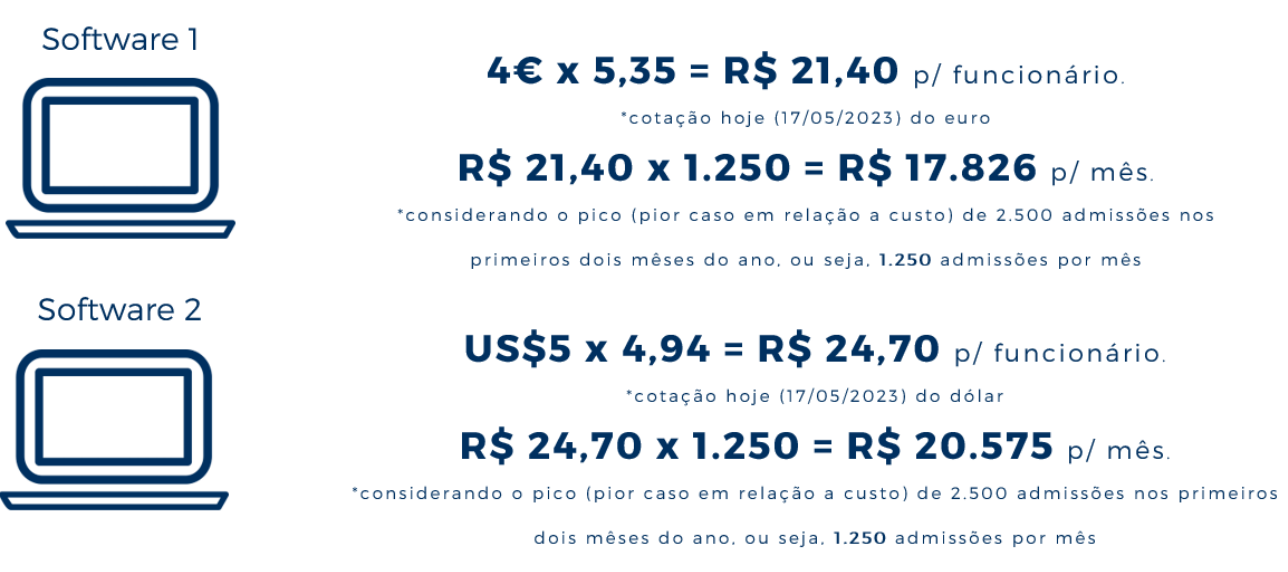 Software 1
4€ x 5,35 = R$ 21,40 p/ funcionário.
*cotação hoje (17/05/2023) do euro
R$ 21,40 x 1.250 = R$ 17.826 p/ mês.
*considerando o pico (pior caso em relação a custo) de 2.500 admissões nos
primeiros dois mêses do ano, ou seja, 1.250 admissões por mês
Software 2
US$5 x 4,94 = R$ 24,70 p/ funcionário.
*cotação hoje (17/05/2023) do dólar
R$ 24,70 x 1.250 = R$ 20.575 p/ mês.
*considerando o pico (pior caso em relação a custo) de 2.500 admissões nos primeiros
dois mêses do ano, ou seja, 1.250 admissões por mês